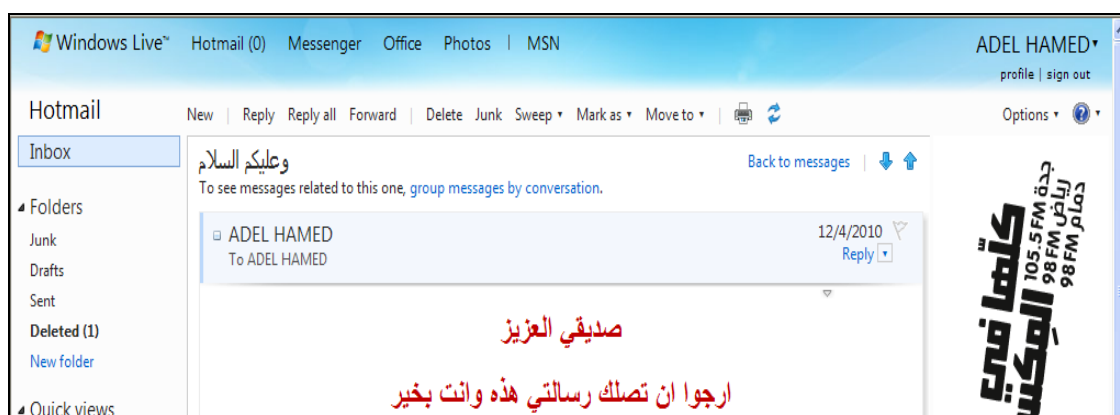 Windows Live™ Hotmail (0) Messenger Office Photos | MSN ADEL HAMED
profile | sign out
Hotmail New | Reply Reply all Forward | Delete Junk Sweep Mark as Move to | Options
Inbox
وعليكم السلام
Back to messages |
To see messages related to this one, group messages by conversation.
Folders
Junk
Drafts
Sent
Deleted (1)
New folder
Quick views
ADEL HAMED 12/4/2010
To ADEL HAMED Reply
صديقي العزيز
ارجوا ان تصلك رسالتي هذه وانت بخير
جدة 105.5FM
رياض 98FM
دمام 98FM
كلها في